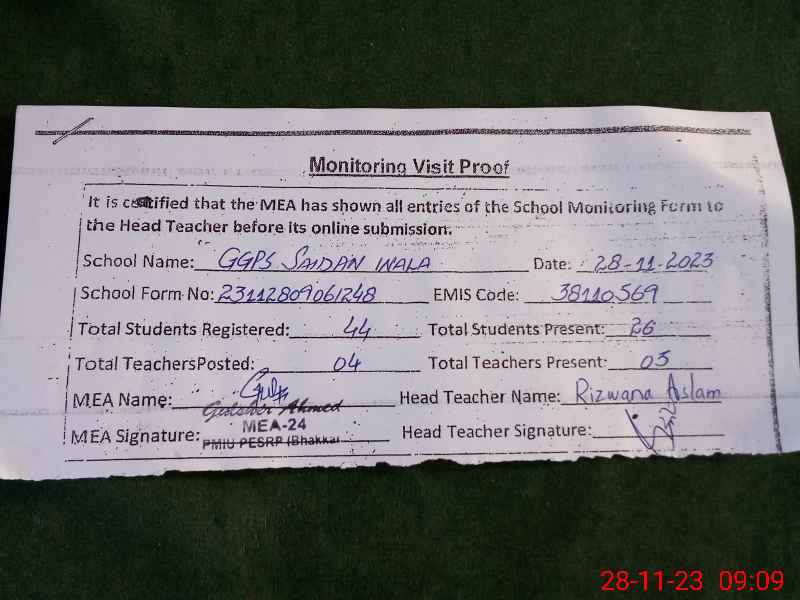 Monitoring Visit Proof
It is certified that the MEA has shown all entries of the School Monitoring Form to
the Head Teacher before its online submission.
School Name: GGPS SAIDAN WALA Date: 28-11-2023
School Form No: 23112809061248 EMIS Code: 38110569
Total Students Registered: 44 Total Students Present: 26
Total TeachersPosted: 04 Total Teachers Present: 03
MEA Name: Head Teacher Name: Rizwana Aslam
Gulsher Ahmed
MEA-24
MEA Signature: PMIU PESRP (Bhakkar Head Teacher Signature:
28-11-23 09:09